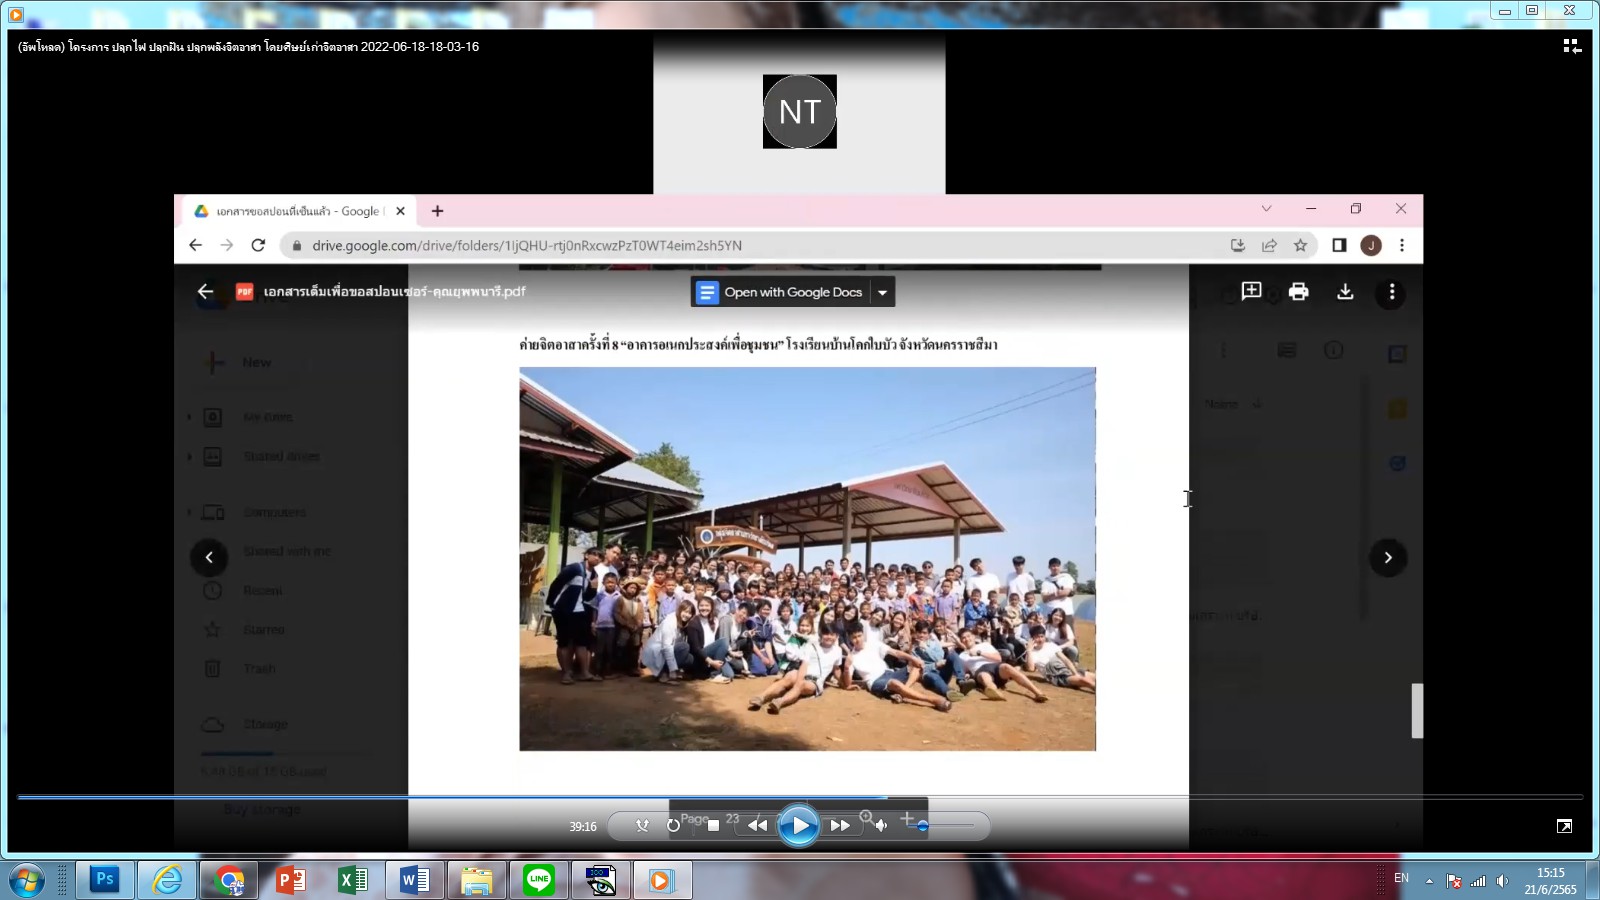 (อัพโหลด) โครงการ ปลุกไฟ ปลุกฝัน ปลุกพลังจิตอาสา โดยศิษย์เก่าจิตอาสา 2022-06-18-18-03-16
NT
เอกสารขอสปอนที่เซ็นแล้ว - Google
drive.google.com/drive/folders/1IjQHU-rtj0nRxcwzPzT0WT4eim2sh5YN
J
PDF
เอกสารเต็มเพื่อขอสปอนเซอร์-คุณยุพพนารี.pdf
Open with Google Docs
ค่ายจิตอาสาครั้งที่ 8 “อาคารอเนกประสงค์เพื่อชุมชน” โรงเรียนบ้านโคกใบบัว จังหวัดนครราชสีมา
New
My Drive
Shared drives
Computers
Shared with me
Recent
Starred
Trash
Storage
Buy storage
Name
Page 23 /
39:16
Ps
LINE
EN
15:15
21/6/2565